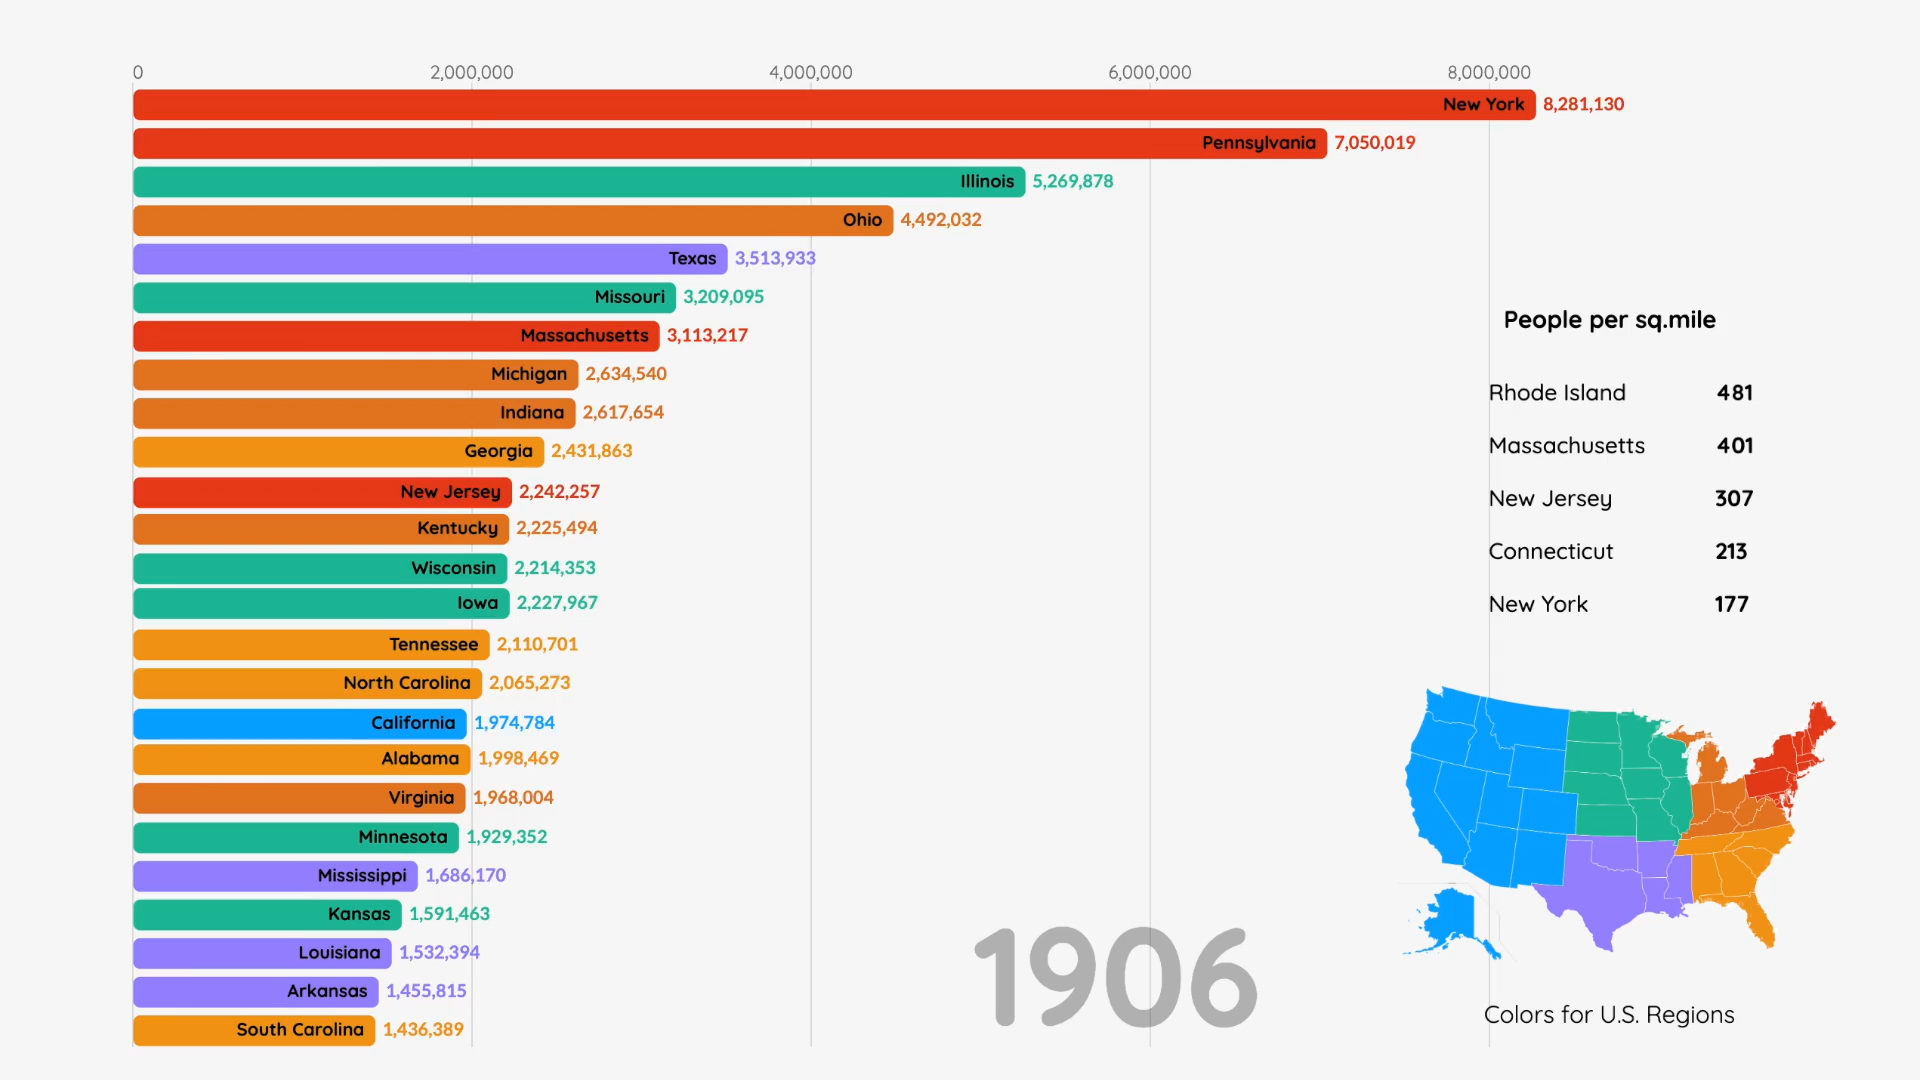 0 2,000,000 4,000,000 6,000,000 8,000,000
New York 8,281,130
Pennsylvania 7,050,019
Illinois 5,269,878
Ohio 4,492,032
Texas 3,513,933
Missouri 3,209,095
Massachusetts 3,113,217
Michigan 2,634,540
Indiana 2,617,654
Georgia 2,431,863
New Jersey 2,242,257
Kentucky 2,225,494
Wisconsin 2,214,353
Iowa 2,227,967
Tennessee 2,110,701
North Carolina 2,065,273
California 1,974,784
Alabama 1,998,469
Virginia 1,968,004
Minnesota 1,929,352
Mississippi 1,686,170
Kansas 1,591,463
Louisiana 1,532,394
Arkansas 1,455,815
South Carolina 1,436,389
People per sq.mile
Rhode Island 481
Massachusetts 401
New Jersey 307
Connecticut 213
New York 177
1906
Colors for U.S. Regions